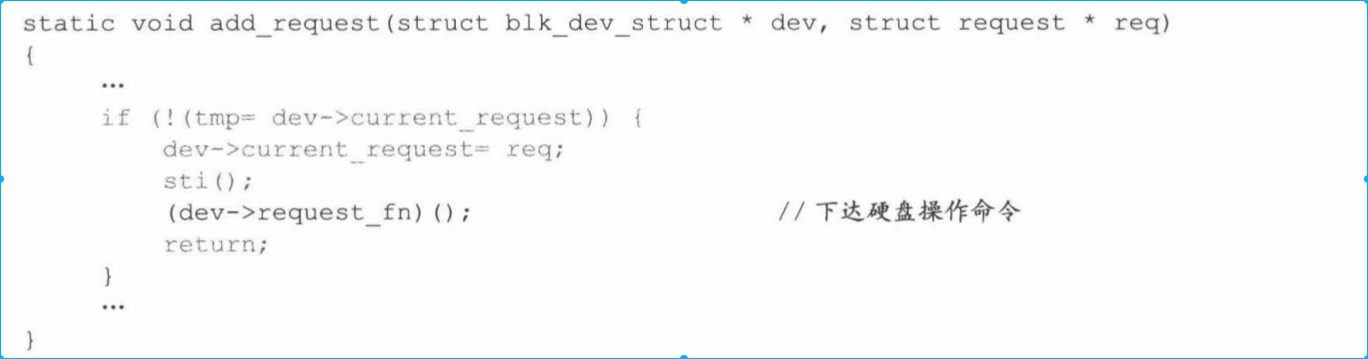 static void add_request(struct blk_dev_struct * dev, struct request * req)
{
…
if (!(tmp= dev->current_request)) {
dev->current_request= req;
sti();
(dev->request_fn)(); //下达硬盘操作命令
return;
}
…
}